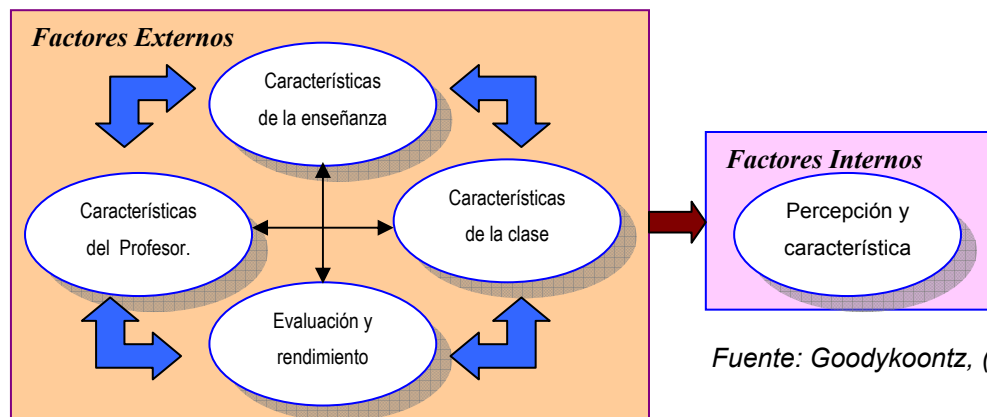 Factores Externos
Características
de la enseñanza
Características
del Profesor.
Características
de la clase
Evaluación y
rendimiento
Factores Internos
Percepción y
característica
Fuente: Goodykoontz, (